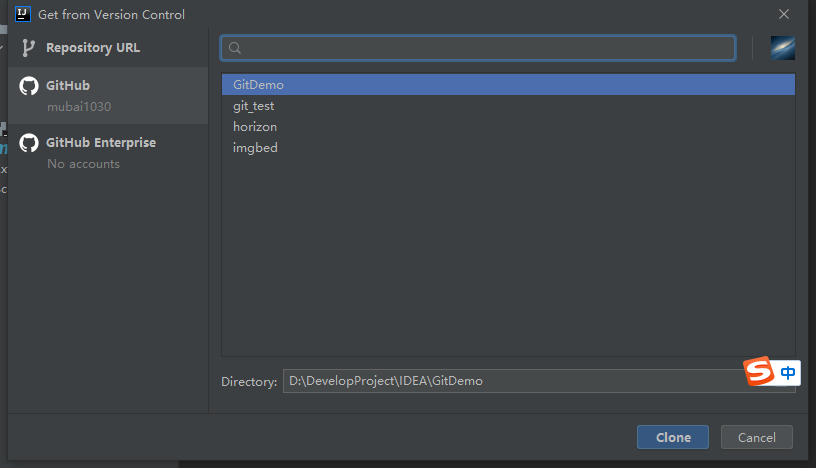 Get from Version Control
Repository URL
GitHub
mubai1030
GitHub Enterprise
No accounts
GitDemo
git_test
horizon
imgbed
Directory: D:\DevelopProject\IDEA\GitDemo
中
Clone Cancel